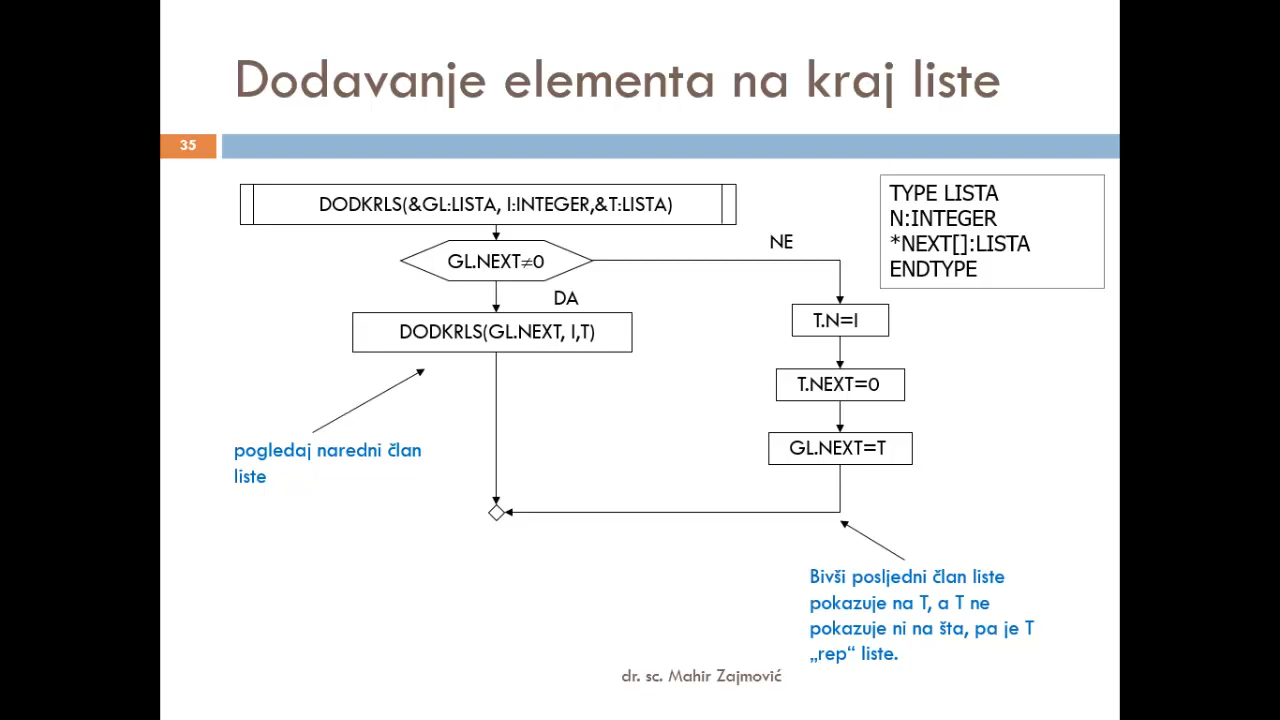 Dodavanje elementa na kraj liste
35
DODKRLS(&GL:LISTA, I:INTEGER,&T:LISTA)
TYPE LISTA
N:INTEGER
*NEXT[]:LISTA
ENDTYPE
NE
GL.NEXT≠0
DA
T.N=I
DODKRLS(GL.NEXT, I,T)
T.NEXT=0
GL.NEXT=T
pogledaj naredni član
liste
Bivši posljedni član liste
pokazuje na T, a T ne
pokazuje ni na šta, pa je T
„rep“ liste.
dr. sc. Mahir Zajmović